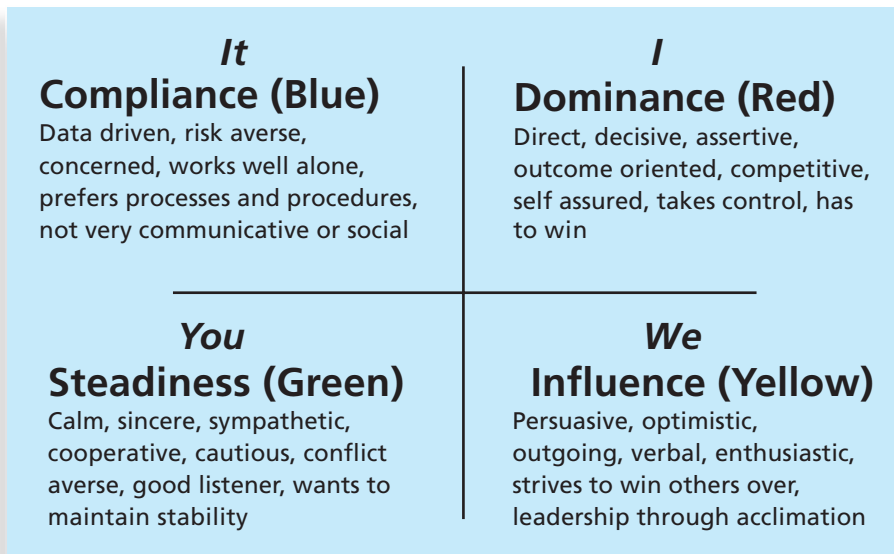 It
Compliance (Blue)
Data driven, risk averse,
concerned, works well alone,
prefers processes and procedures,
not very communicative or social
I
Dominance (Red)
Direct, decisive, assertive,
outcome oriented, competitive,
self assured, takes control, has
to win
You
Steadiness (Green)
Calm, sincere, sympathetic,
cooperative, cautious, conflict
averse, good listener, wants to
maintain stability
We
Influence (Yellow)
Persuasive, optimistic,
outgoing, verbal, enthusiastic,
strives to win others over,
leadership through acclimation